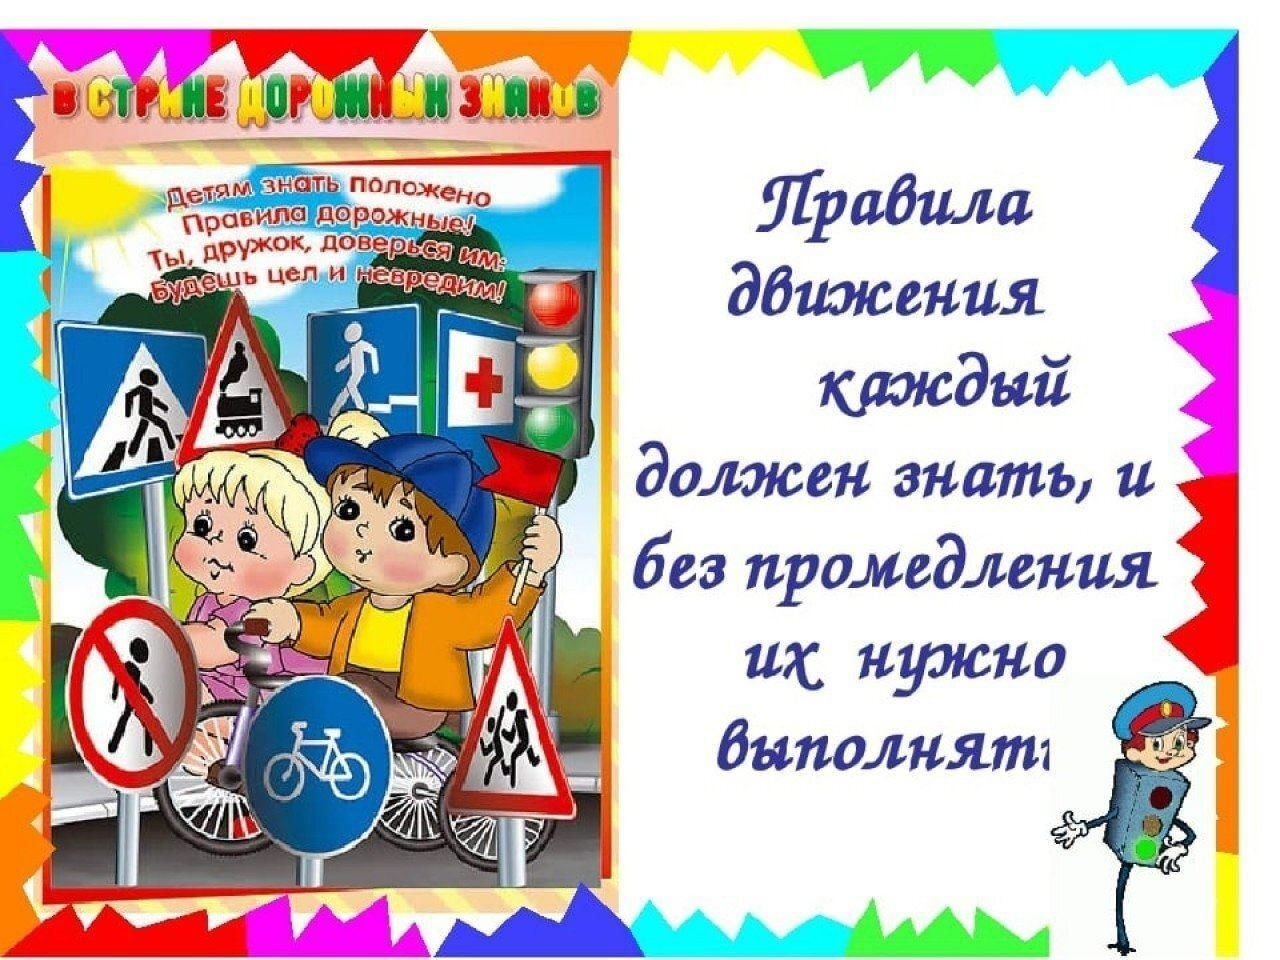 В СТРАНЕ ДОРОЖНЫХ ЗНАКОВ
Детям знать положено
Правила дорожные!
Ты, дружок, доверься им:
Будешь цел и невредим!
Правила
движения
каждый
должен знать, и
без промедления
их нужно
выполнять